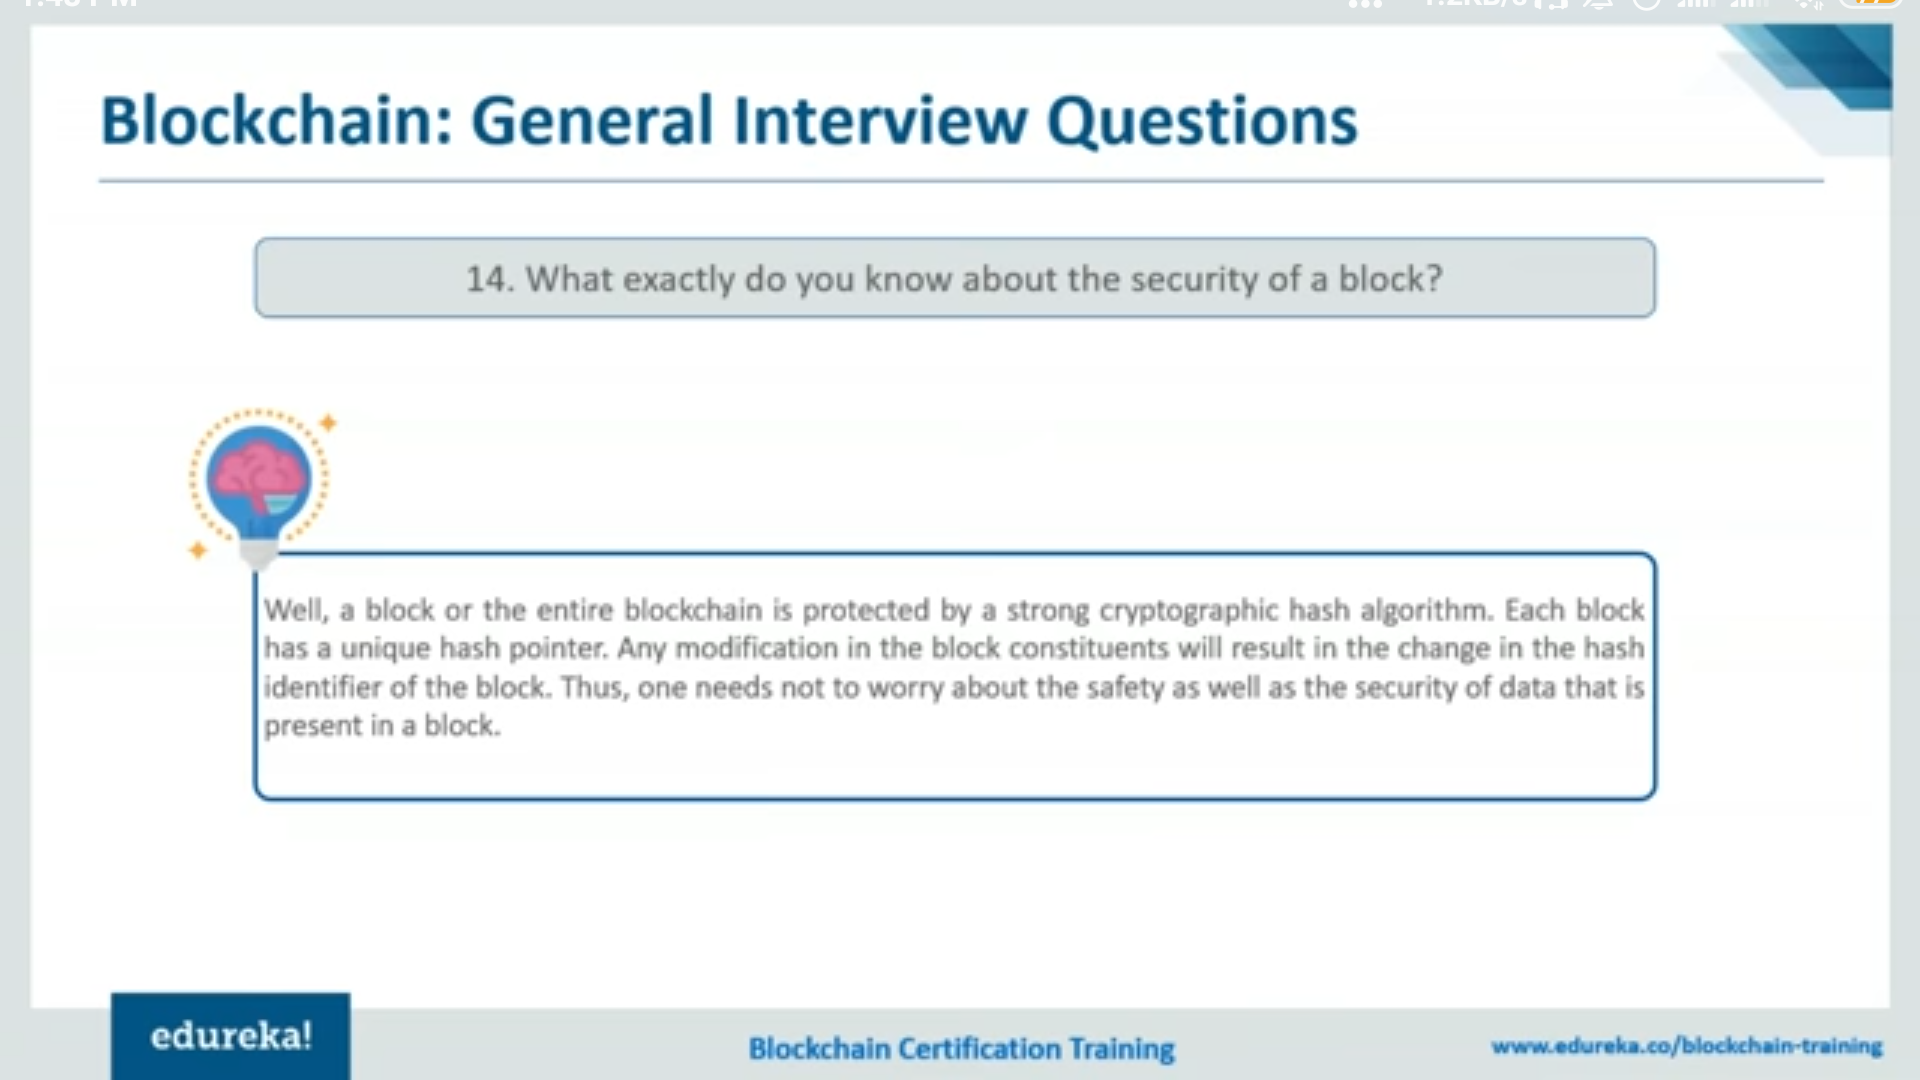 Blockchain: General Interview Questions
14. What exactly do you know about the security of a block?
Well, a block or the entire blockchain is protected by a strong cryptographic hash algorithm. Each block
has a unique hash pointer. Any modification in the block constituents will result in the change in the hash
identifier of the block. Thus, one needs not to worry about the safety as well as the security of data that is
present in a block.
edureka!
Blockchain Certification Training
www.edureka.co/blockchain-training